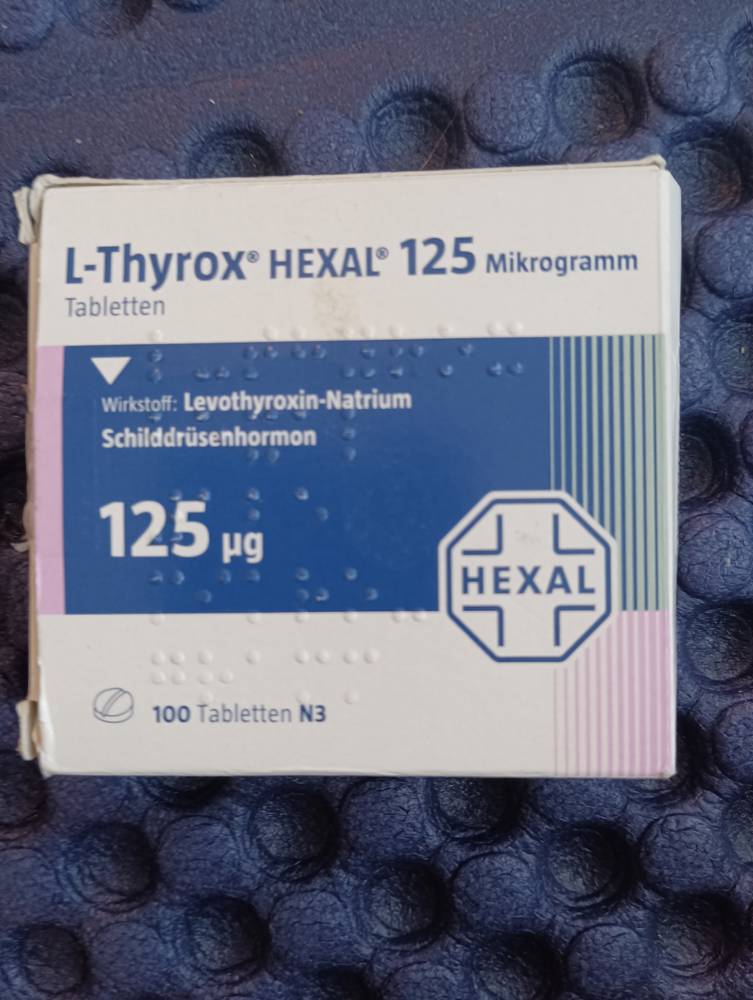 L-Thyrox® HEXAL® 125 Mikrogramm
Tabletten
Wirkstoff: Levothyroxin-Natrium
Schilddrüsenhormon
125 µg
HEXAL
100 Tabletten N3